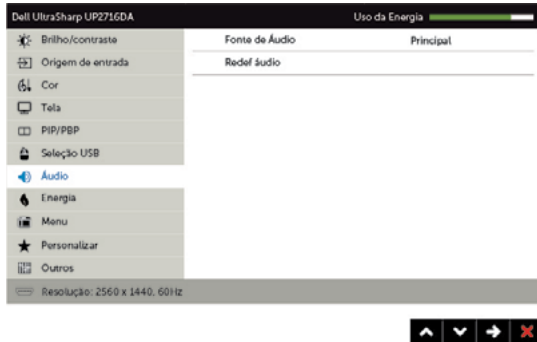 Dell UltraSharp UP2716DA Uso da Energia
Brilho/contraste Fonte de Áudio Principal
Origem de entrada Redef áudio
Cor
Tela
PIP/PBP
Seleção USB
Áudio
Energia
Menu
Personalizar
Outros
Resolução: 2560 x 1440, 60Hz